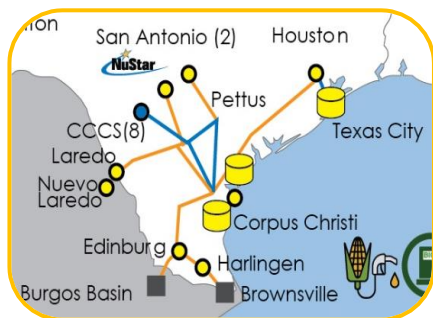 San Antonio (2)
Houston
NuStar
Pettus
CCCS(8)
Texas City
Laredo
Nuevo
Laredo
Corpus Christi
Edinburg
Harlingen
Burgos Basin
Brownsville